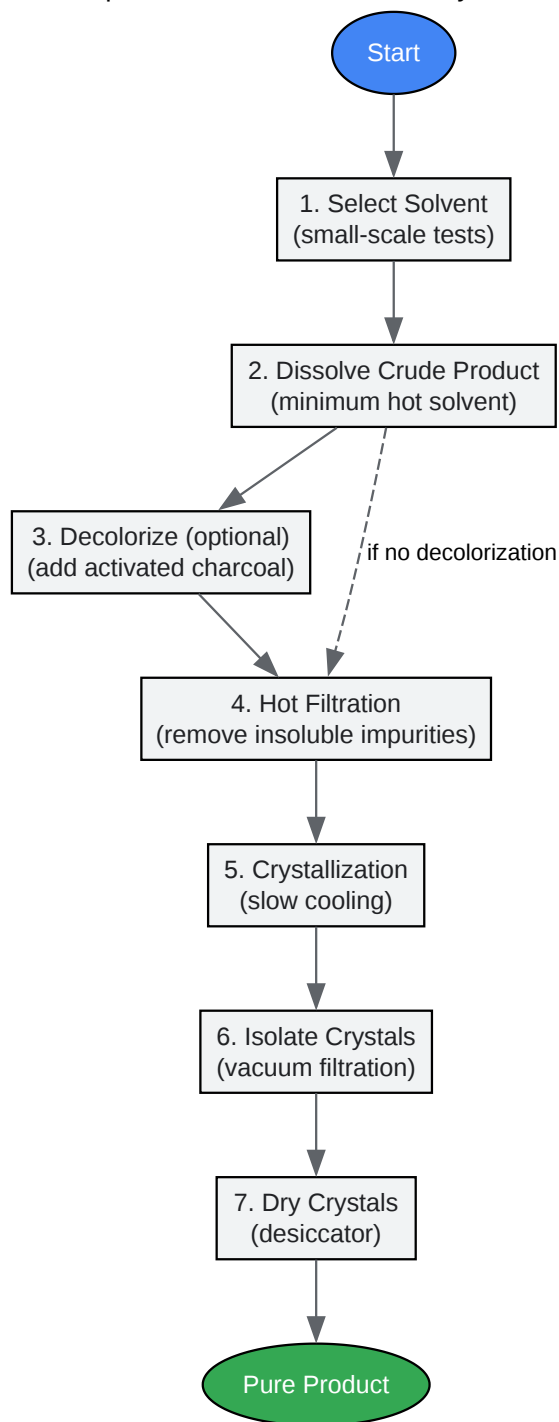 Start
1. Select Solvent
(small-scale tests)
2. Dissolve Crude Product
(minimum hot solvent)
3. Decolorize (optional)
(add activated charcoal)
if no decolorization
4. Hot Filtration
(remove insoluble impurities)
5. Crystallization
(slow cooling)
6. Isolate Crystals
(vacuum filtration)
7. Dry Crystals
(desiccator)
Pure Product